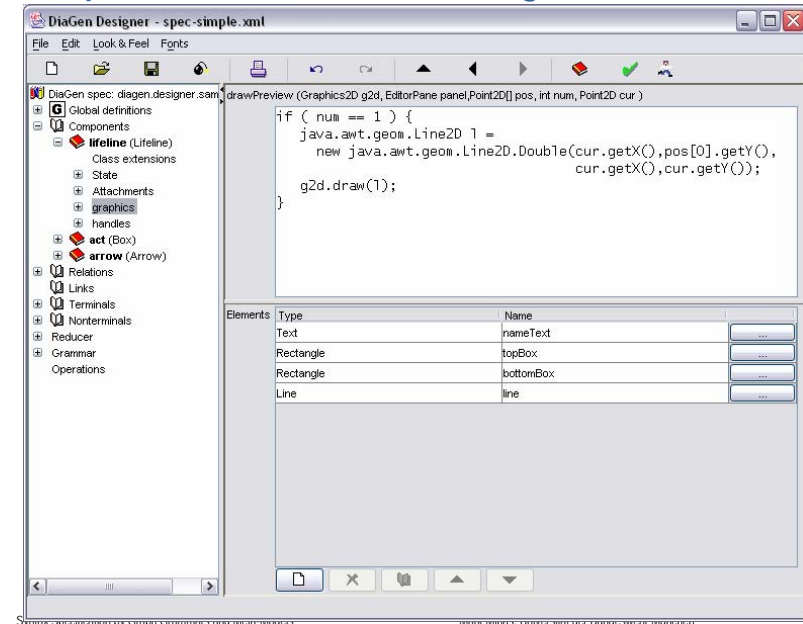 DiaGen Designer - spec-simple.xml
File Edit Look & Feel Fonts
DiaGen spec: diagen.designer.sam
G Global definitions
Components
lifeline (Lifeline)
Class extensions
State
Attachments
graphics
handles
act (Box)
arrow (Arrow)
Relations
Links
Terminals
Nonterminals
Reducer
Grammar
Operations
drawPreview (Graphics2D g2d, EditorPane panel,Point2D[] pos, int num, Point2D cur )
if ( num == 1 ) {
java.awt.geom.Line2D l =
new java.awt.geom.Line2D.Double(cur.getX(),pos[0].getY(),
cur.getX(),cur.getY());
g2d.draw(l);
}
Elements Type Name
Text nameText ...
Rectangle topBox ...
Rectangle bottomBox ...
Line line ...